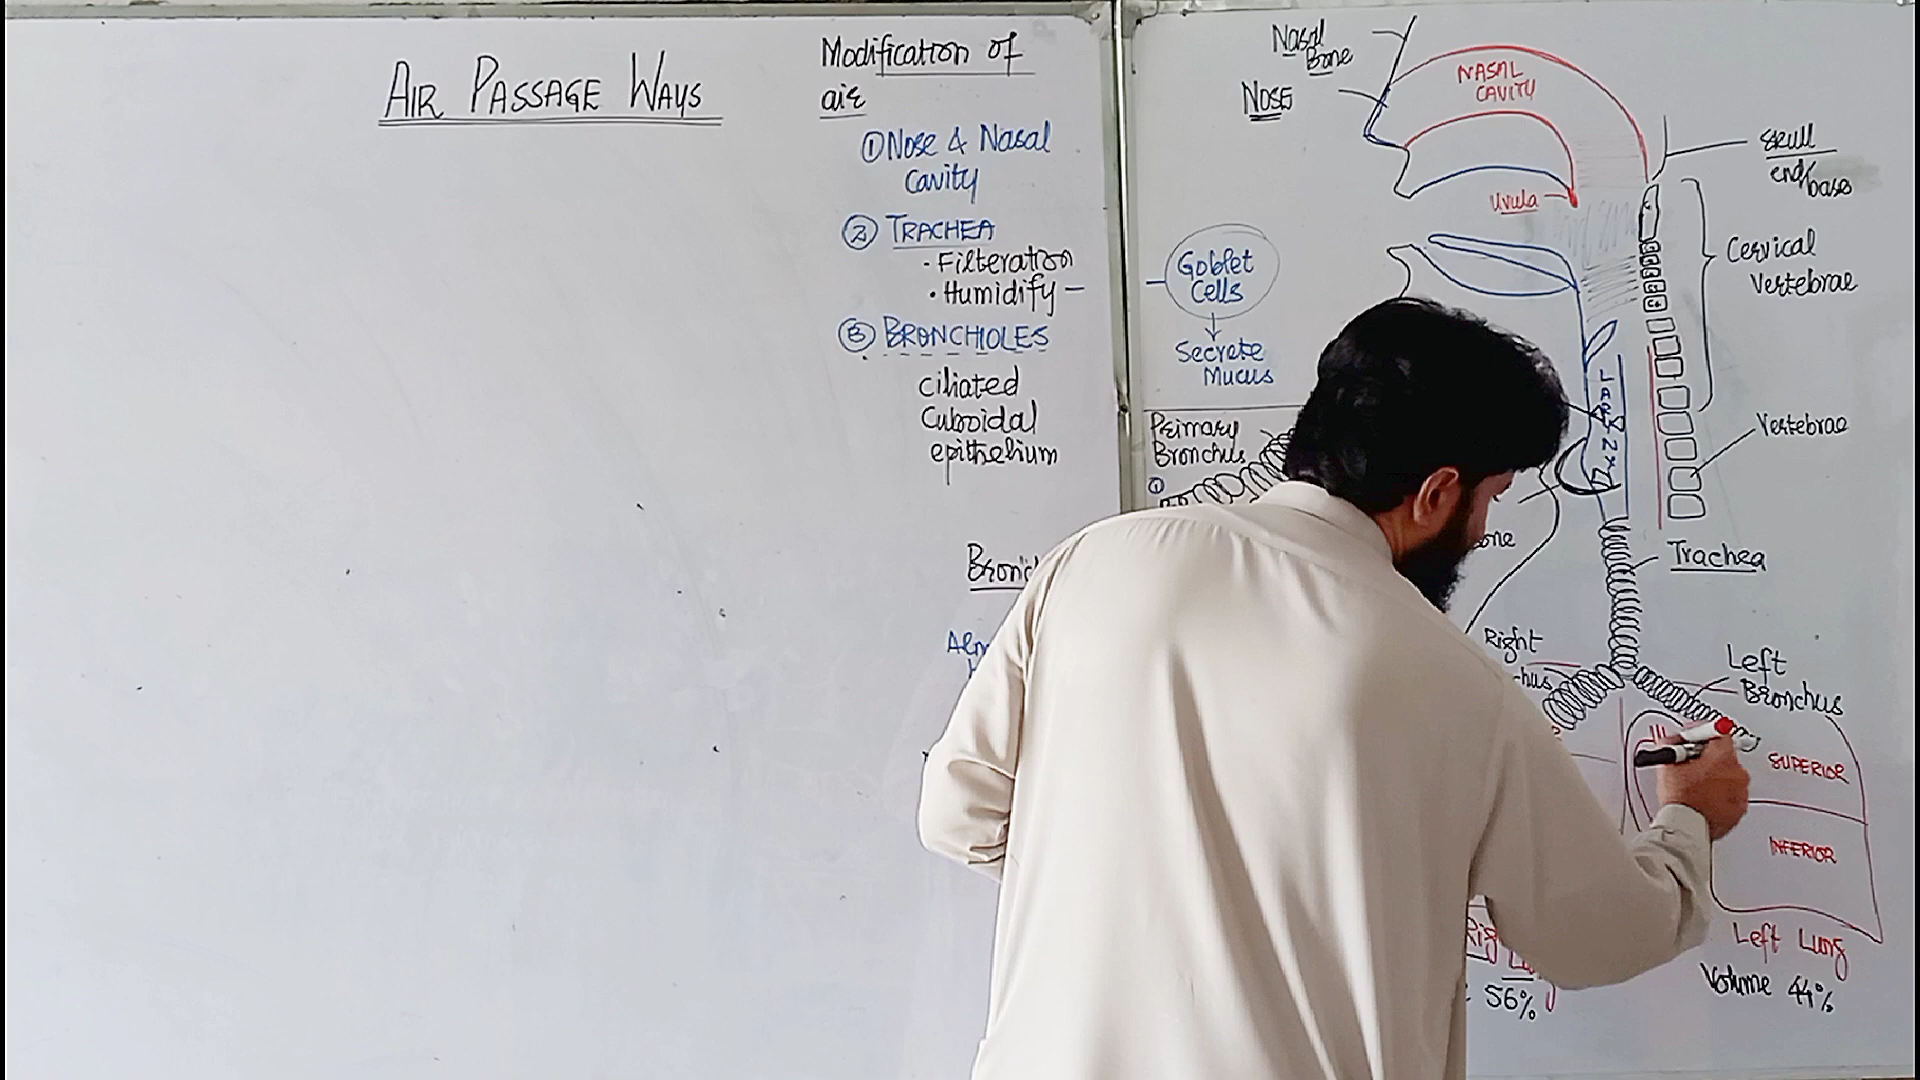 AIR PASSAGE WAYS
Modification of
air
① Nose & Nasal
Cavity
② TRACHEA
· Filteration
· Humidify –
③ BRONCHIOLES
ciliated
Cuboidal
epithelium
Nasal
Bone
NOSE
NASAL
CAVITY
Uvula
Skull
end/base
Cervical
Vertebrae
Goblet
Cells
Secrete
Mucus
LARYNX
Vertebrae
Primary
Bronchus
①
Trachea
Right
Left
Bronchus
SUPERIOR
INFERIOR
Left Lung
Volume 44%
56%